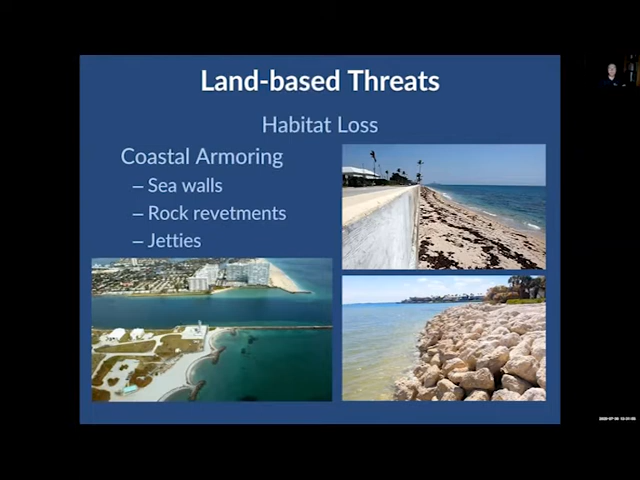 Land-based Threats
Habitat Loss
Coastal Armoring
– Sea walls
– Rock revetments
– Jetties